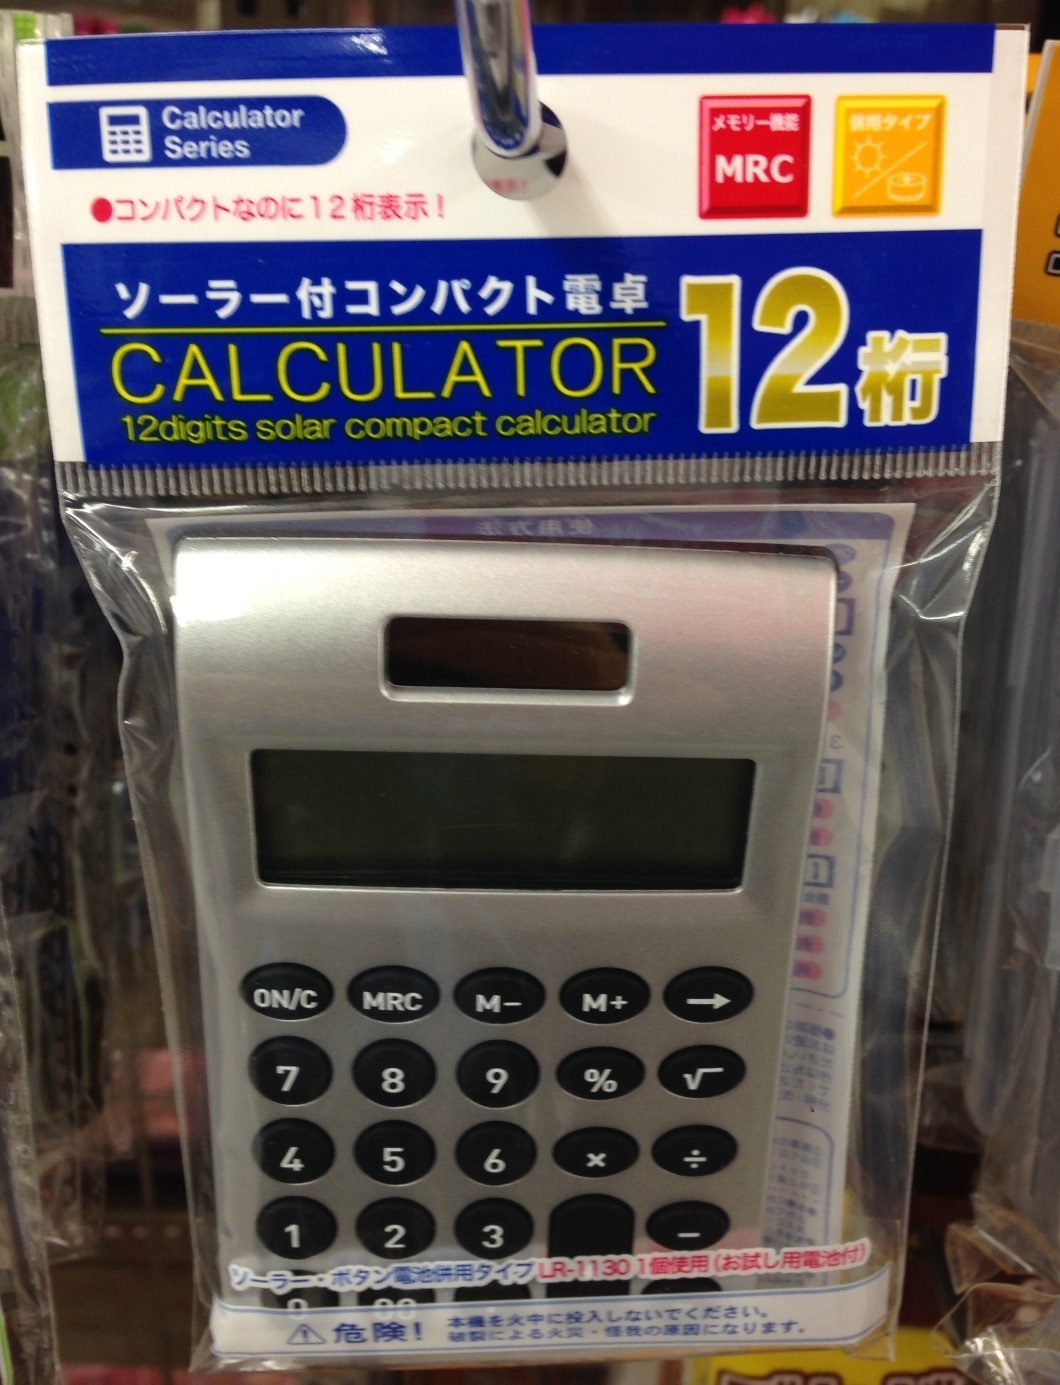 Calculator
Series
メモリー機能
MRC
併用タイプ
●コンパクトなのに12桁表示!
ソーラー付コンパクト電卓
CALCULATOR
12digits solar compact calculator
12桁
使用方法
ON/C MRC M− M+ →
7 8 9 % √
4 5 6 × ÷
1 2 3 −
0 00
ソーラー・ボタン電池併用タイプ LR-1130 1個使用(お試し用電池付)
⚠危険!
本機を火中に投入しないでください。
破裂による火災・怪我の原因になります。